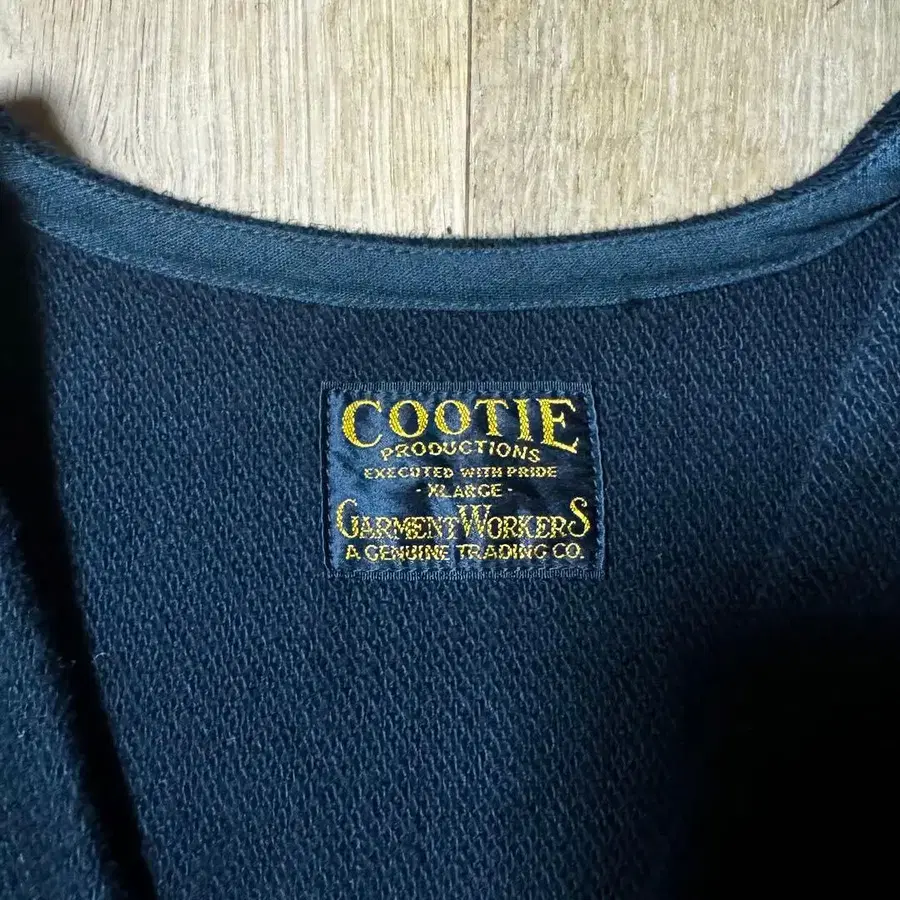 COOTIE
PRODUCTIONS
EXECUTED WITH PRIDE
- XLARGE -
GARMENT WORKERS
A GENUINE TRADING CO.